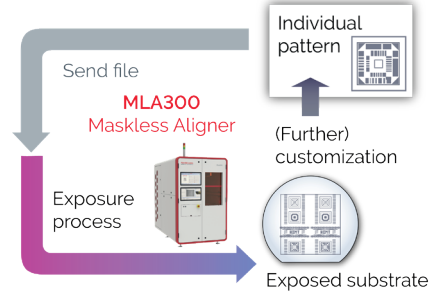 Individual
pattern
Send file
MLA300
Maskless Aligner
(Further)
customization
Exposure
process
Exposed substrate